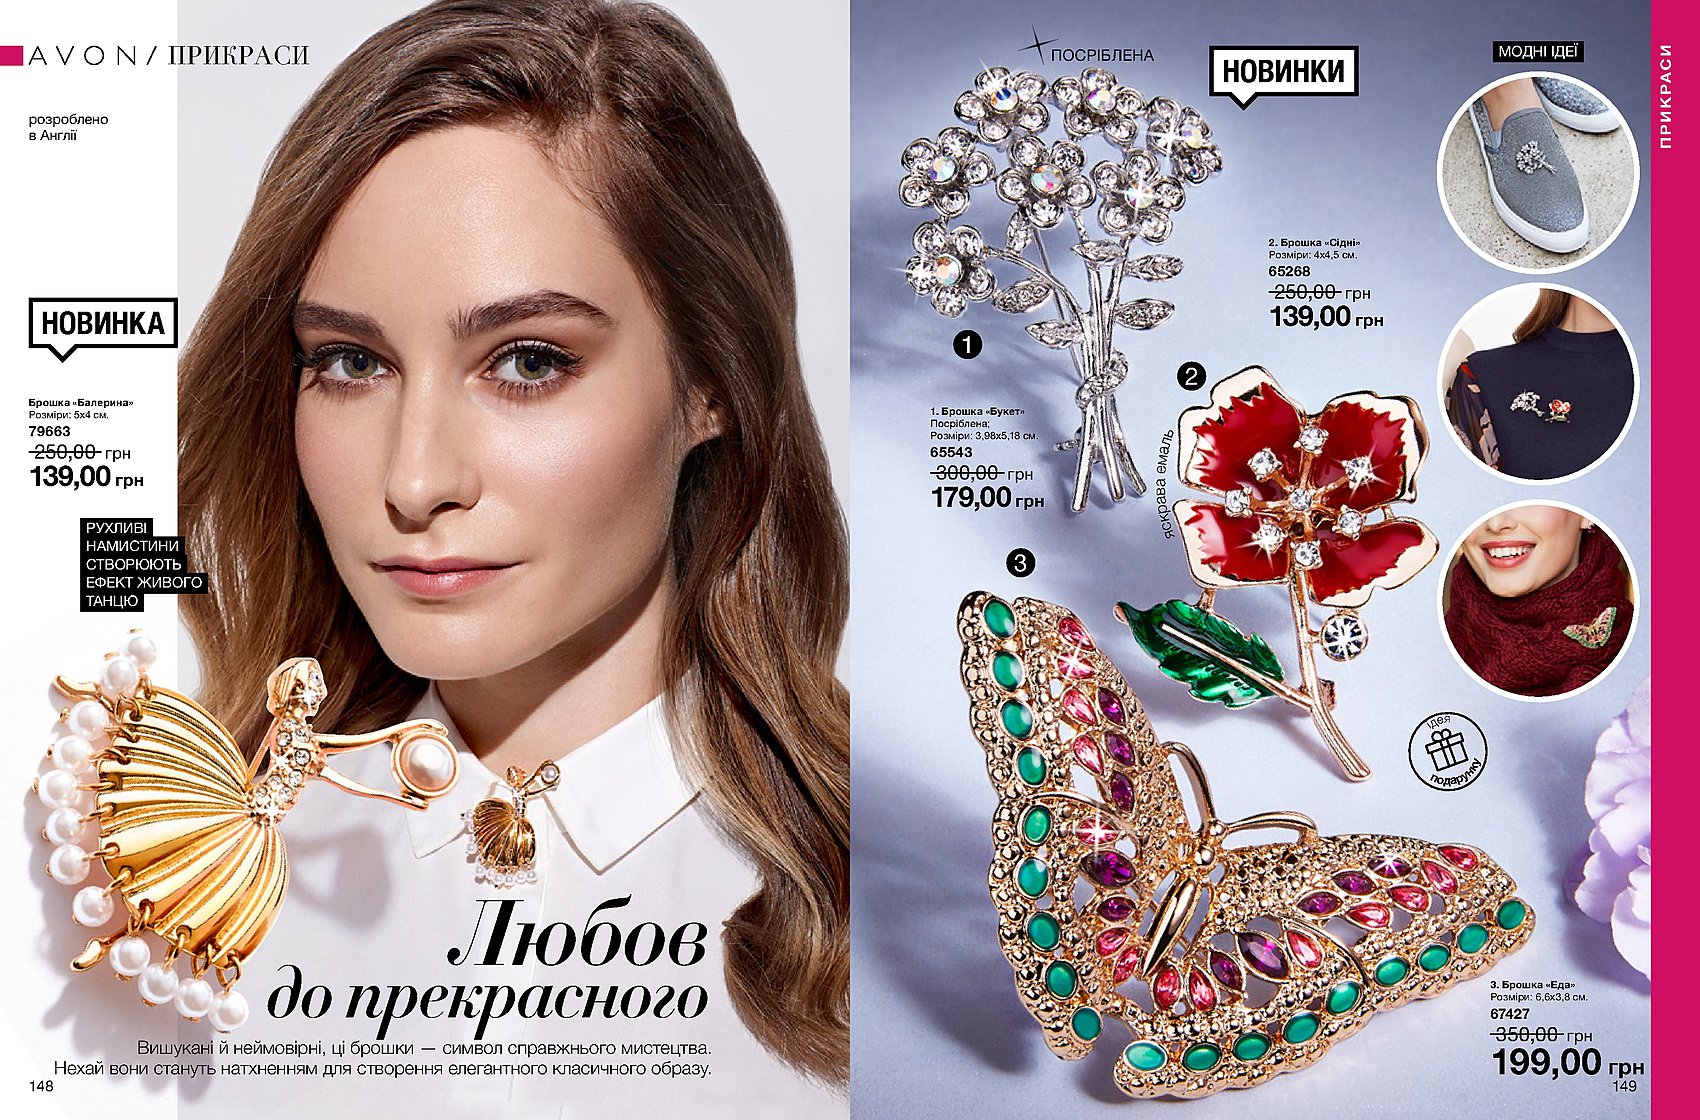 AVON / ПРИКРАСИ
розроблено
в Англії
НОВИНКА
Брошка «Балерина»
Розміри: 5х4 см.
79663
250,00 грн
139,00 грн
РУХЛИВІ
НАМИСТИНИ
СТВОРЮЮТЬ
ЕФЕКТ ЖИВОГО
ТАНЦЮ
Любов
до прекрасного
Вишукані й неймовірні, ці брошки — символ справжнього мистецтва.
Нехай вони стануть натхненням для створення елегантного класичного образу.
148
ПОСРІБЛЕНА
НОВИНКИ
МОДНІ ІДЕЇ
ПРИКРАСИ
2. Брошка «Сідні»
Розміри: 4х4,5 см.
65268
250,00 грн
139,00 грн
1
2
1. Брошка «Букет»
Посріблена;
Розміри: 3,98х5,18 см.
65543
300,00 грн
179,00 грн
яскрава емаль
3
ідея
подарунку
3. Брошка «Еда»
Розміри: 6,6х3,8 см.
67427
350,00 грн
199,00 грн
149